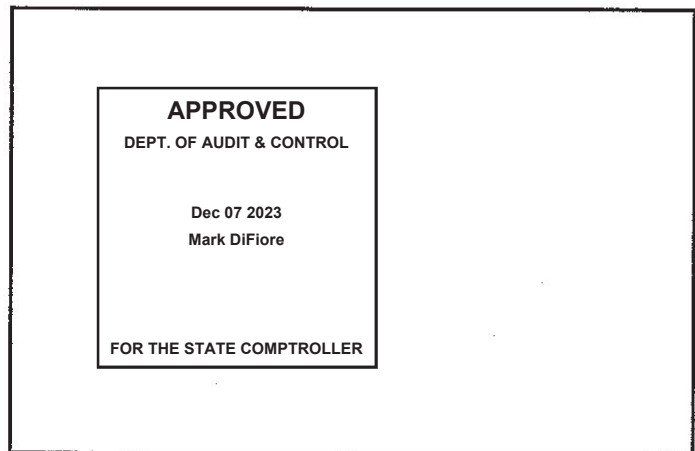 APPROVED
DEPT. OF AUDIT & CONTROL
Dec 07 2023
Mark DiFiore
FOR THE STATE COMPTROLLER